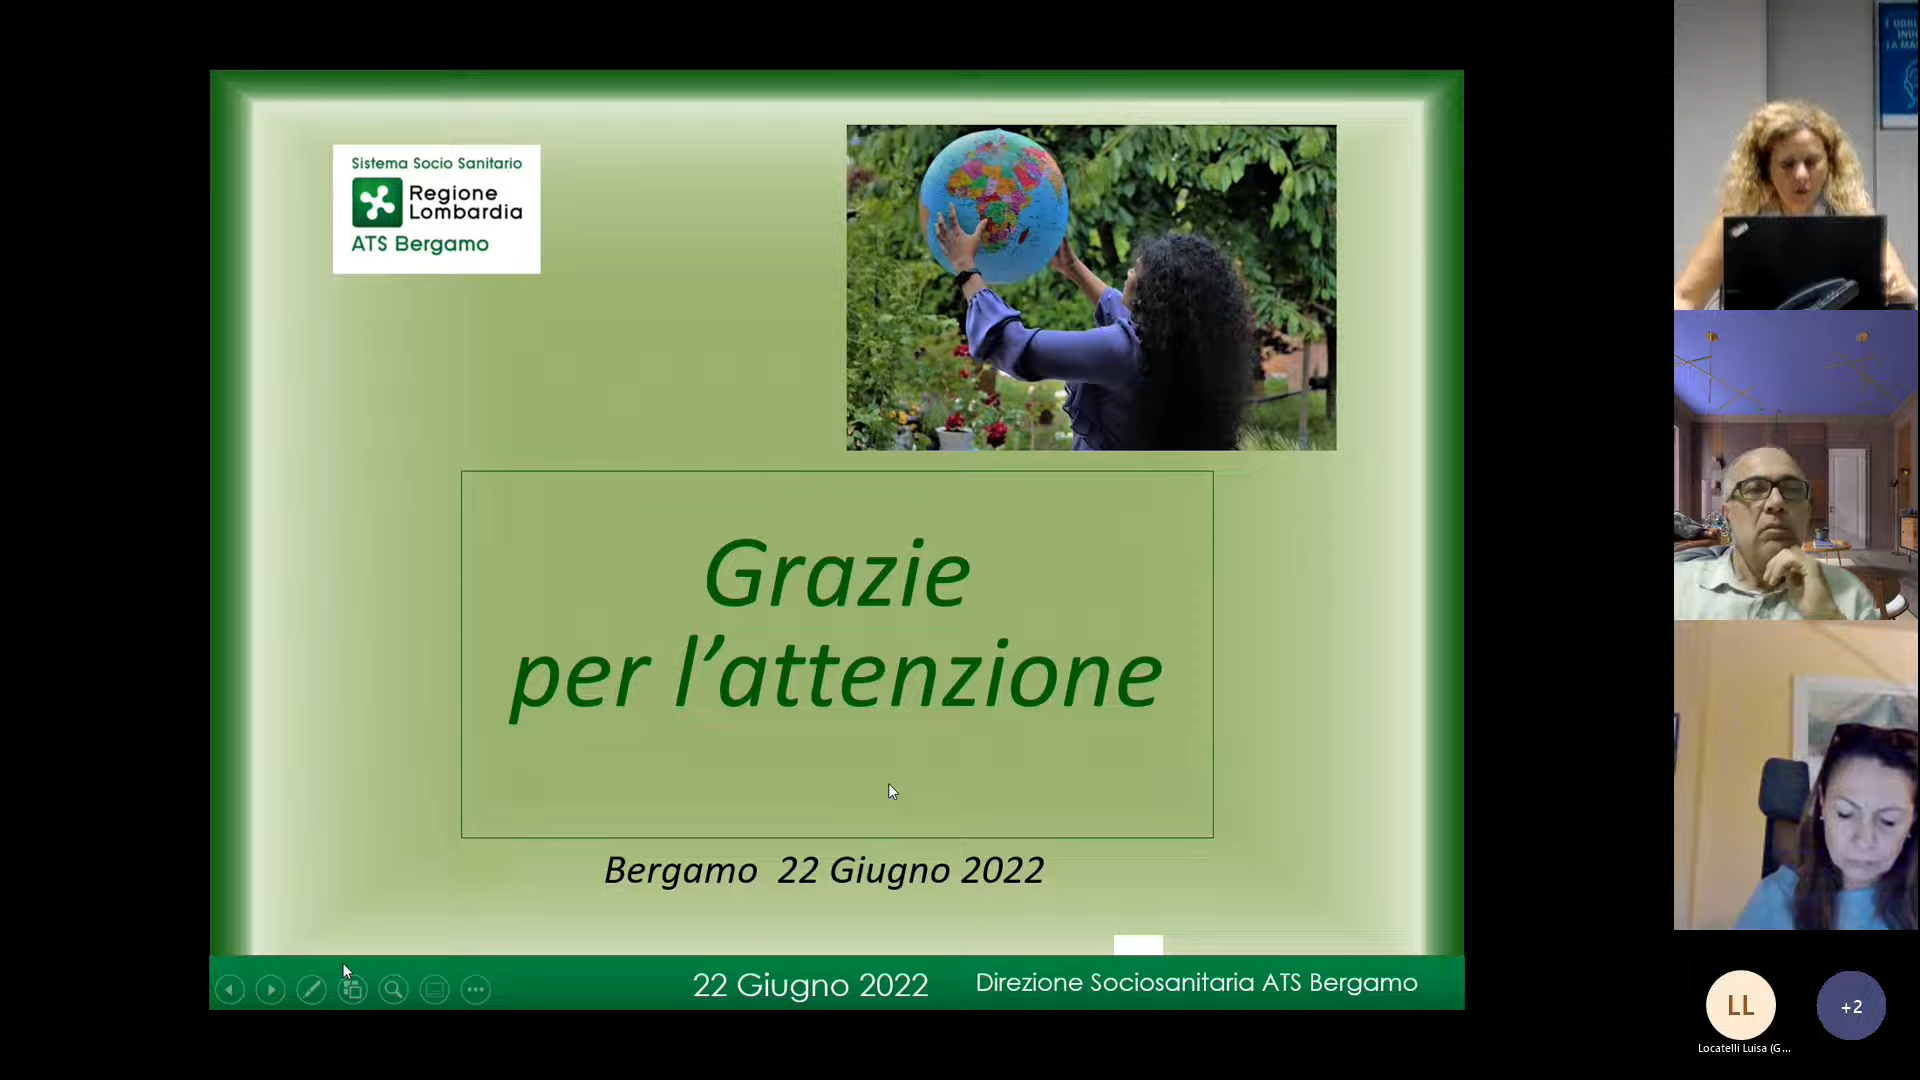 Sistema Socio Sanitario
Regione
Lombardia
ATS Bergamo
Grazie
per l’attenzione
Bergamo 22 Giugno 2022
22 Giugno 2022
Direzione Sociosanitaria ATS Bergamo
LL
+2
Locatelli Luisa (G...